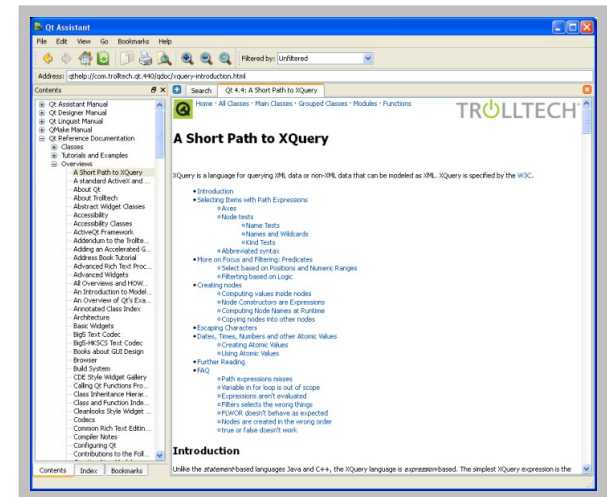 Qt Assistant
File Edit View Go Bookmarks Help
Filtered by: Unfiltered
Address: qthelp://com.trolltech.qt.440/qdoc/xquery-introduction.html
Contents
Search Qt 4.4: A Short Path to XQuery
Qt Assistant Manual
Qt Designer Manual
Qt Linguist Manual
QMake Manual
Qt Reference Documentation
Classes
Tutorials and Examples
Overviews
A Short Path to XQuery
A standard ActiveX and ...
About Qt
About Trolltech
Abstract Widget Classes
Accessibility
Accessibility Classes
ActiveQt Framework
Addendum to the Trollte...
Adding an Accelerated G...
Address Book Tutorial
Advanced Rich Text Proc...
Advanced Widgets
All Overviews and HOW...
An Introduction to Model...
An Overview of Qt's Exa...
Annotated Class Index
Architecture
Basic Widgets
Big5 Text Codec
Big5-HKSCS Text Codec
Books about GUI Design
Browser
Build System
CDE Style Widget Gallery
Calling Qt Functions Fro...
Class Inheritance Hierar...
Class and Function Inde...
Cleanlooks Style Widget ...
Codecs
Common Rich Text Editin...
Compiler Notes
Configuring Qt
Contributions to the Foll...
Contents Index Bookmarks
Home · All Classes · Main Classes · Grouped Classes · Modules · Functions
TROLLTECH
A Short Path to XQuery
XQuery is a language for querying XML data or non-XML data that can be modeled as XML. XQuery is specified by the W3C.
Introduction
Selecting Items with Path Expressions
Axes
Node tests
Name Tests
Names and Wildcards
Kind Tests
Abbreviated syntax
More on Focus and Filtering: Predicates
Select based on Positions and Numeric Ranges
Filterting based on Logic
Creating nodes
Computing values inside nodes
Node Constructors are Expressions
Computing Node Names at Runtime
Copying nodes into other nodes
Escaping Characters
Dates, Times, Numbers and other Atomic Values
Creating Atomic Values
Using Atomic Values
Further Reading
FAQ
Path expressions misses
Variable in for loop is out of scope
Expressions aren't evaluated
Filters selects the wrong things
FLWOR doesn't behave as expected
Nodes are created in the wrong order
true or false doesn't work.
Introduction
Unlike the statement-based languages Java and C++, the XQuery language is expression-based. The simplest XQuery expression is the